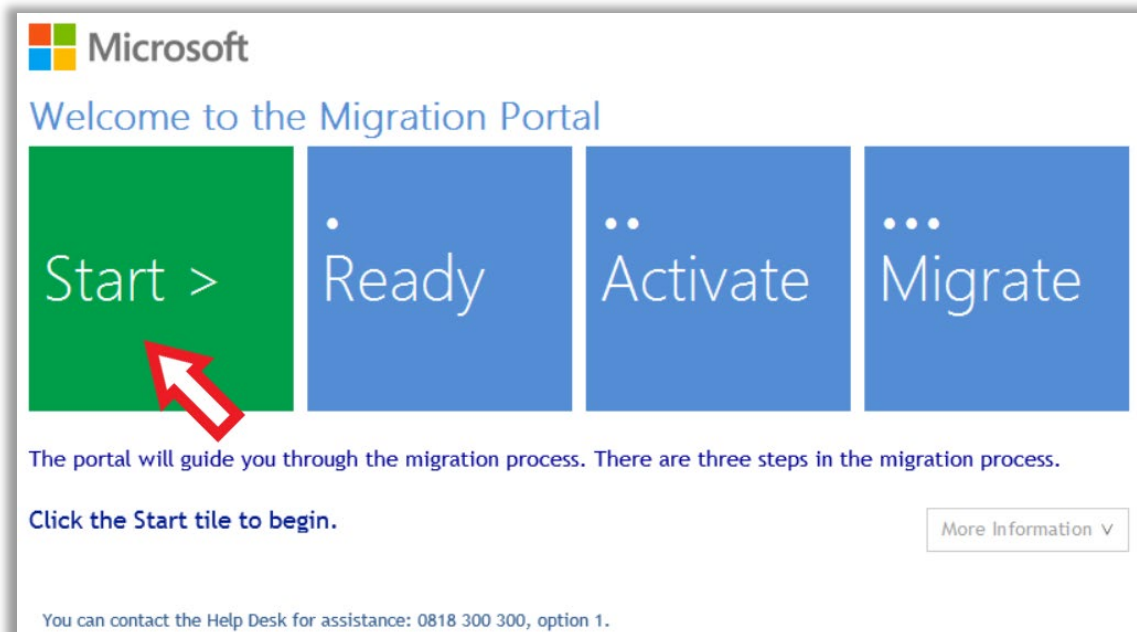 Microsoft
Welcome to the Migration Portal
Start >
• Ready
•• Activate
••• Migrate
The portal will guide you through the migration process. There are three steps in the migration process.
Click the Start tile to begin.
More Information ∨
You can contact the Help Desk for assistance: 0818 300 300, option 1.